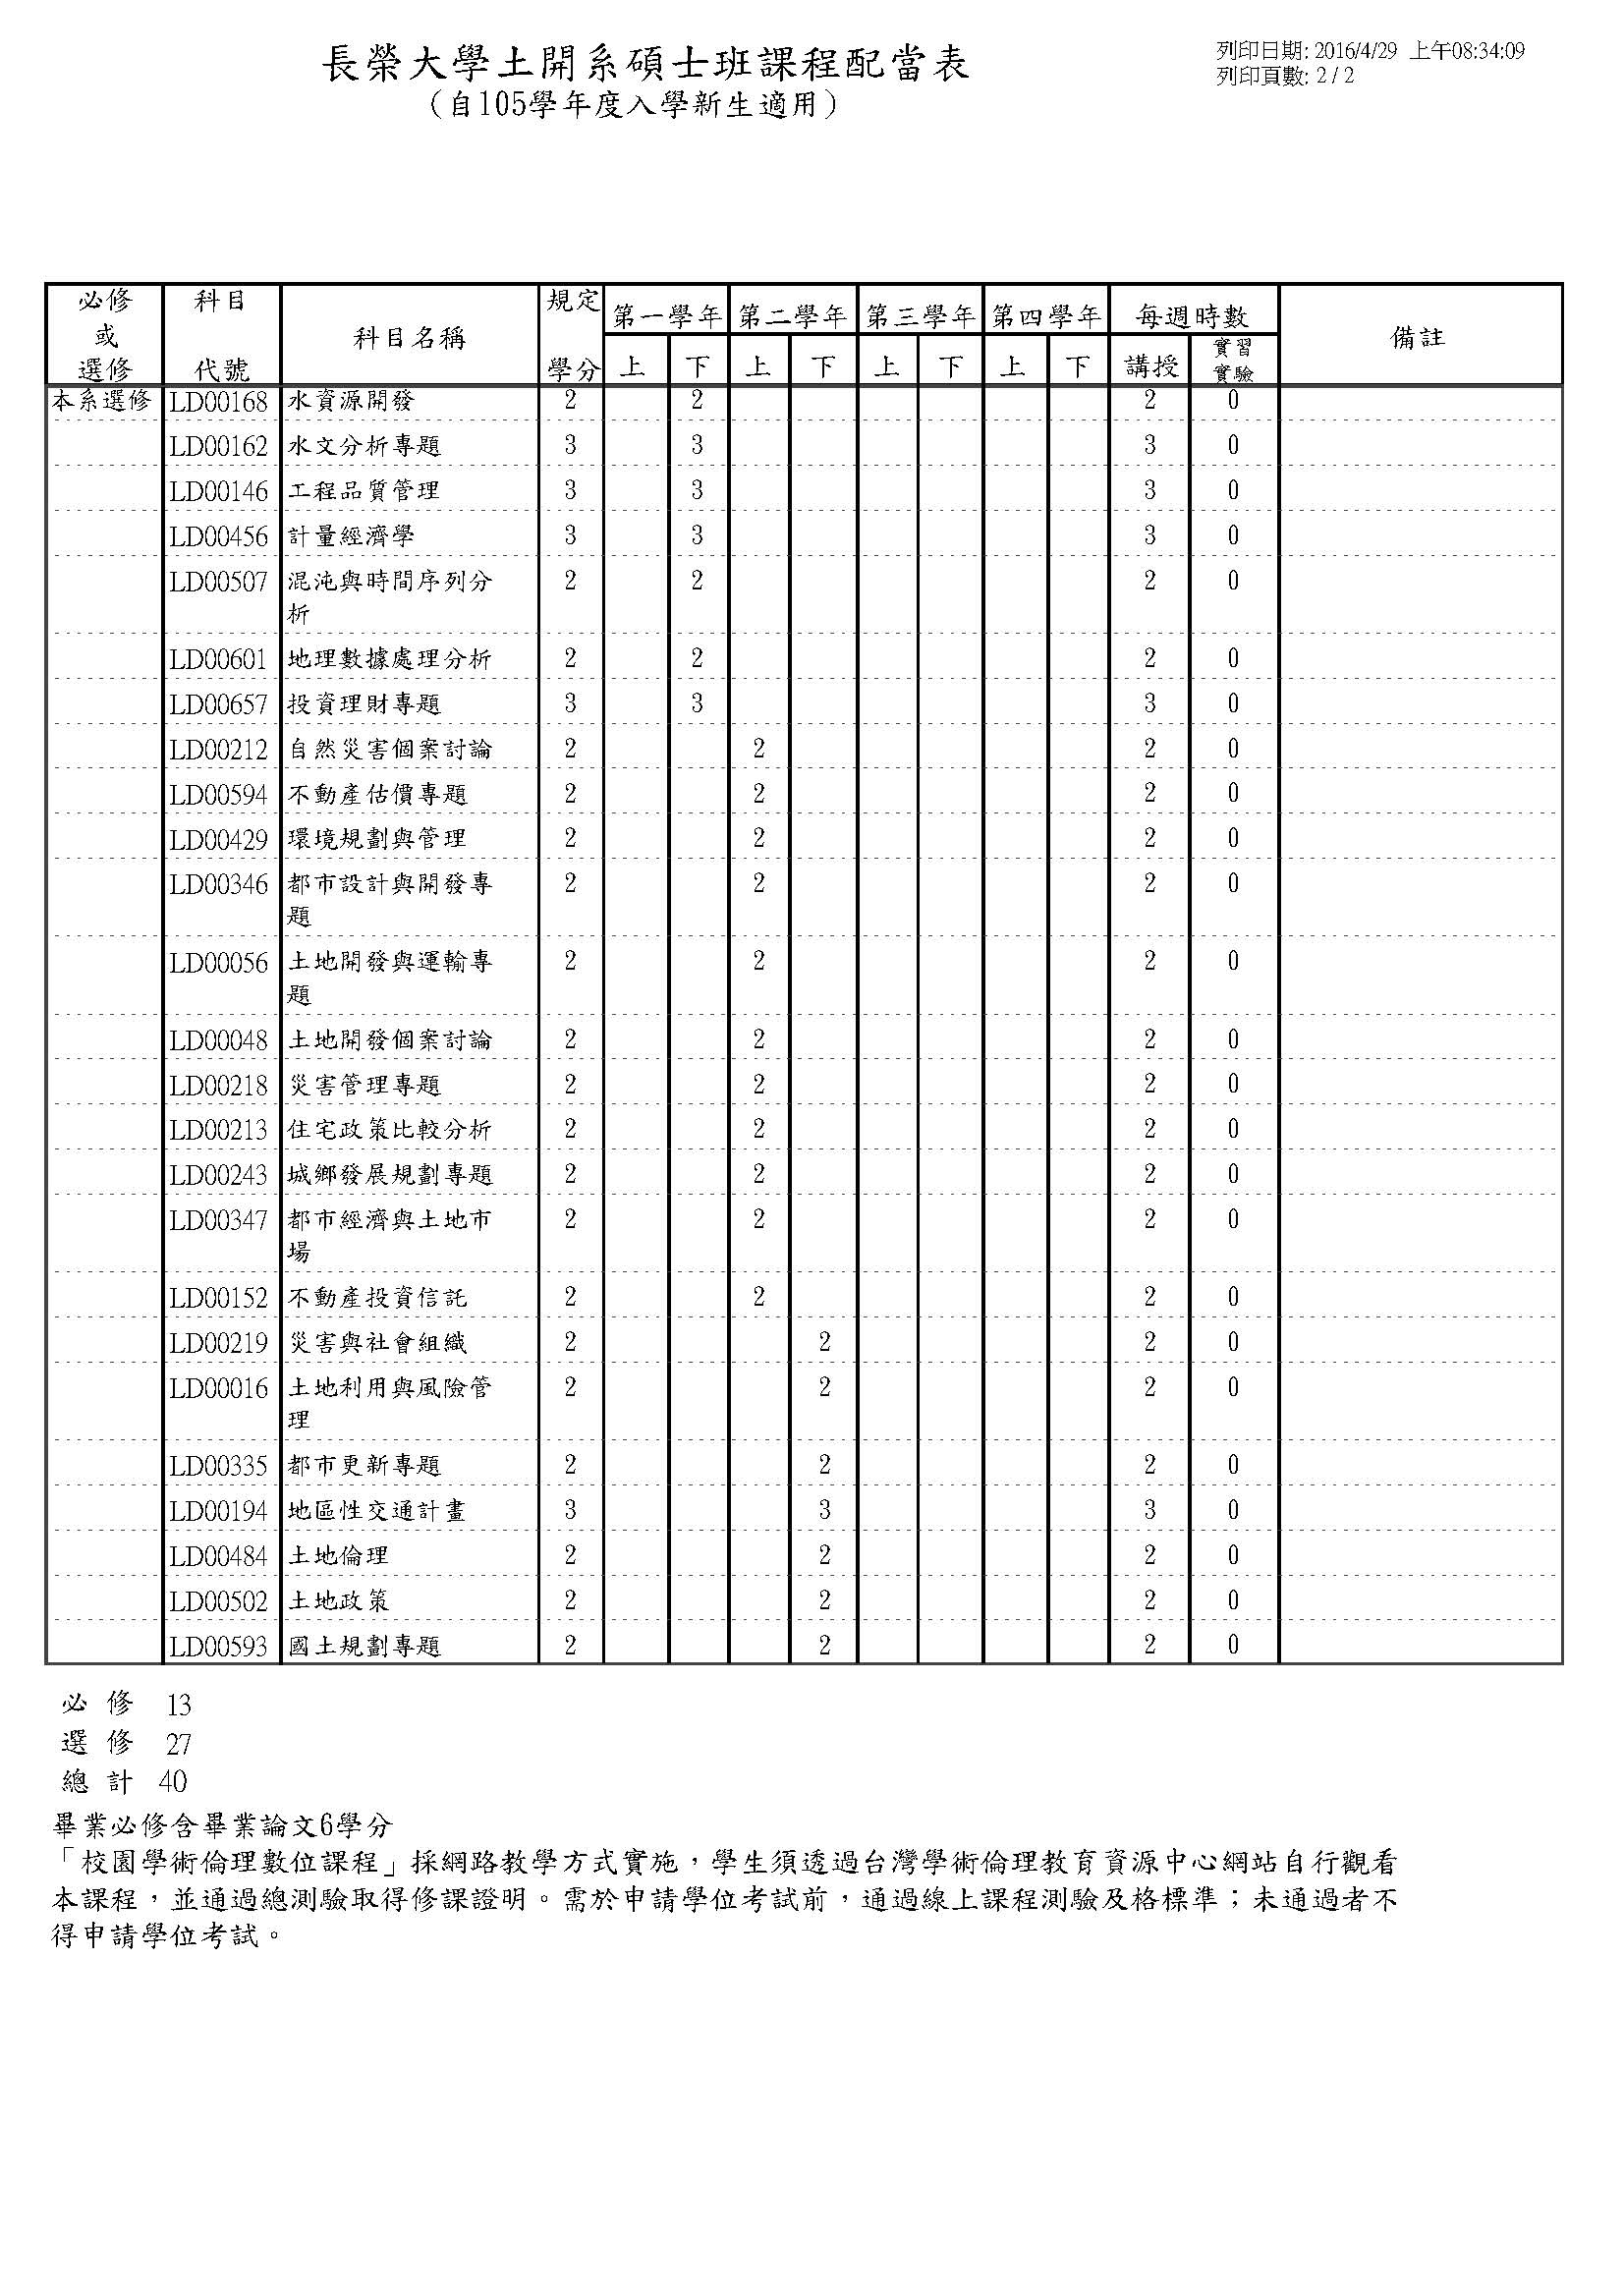 長榮大學土開系碩士班課程配當表
（自105學年度入學新生適用）
列印日期: 2016/4/29 上午08:34:09
列印頁數: 2 / 2
必修或選修 科目代號 科目名稱 規定學分 第一學年 第二學年 第三學年 第四學年 每週時數 備註
上 下 上 下 上 下 上 下 講授 實習實驗
本系選修 LD00168 水資源開發 2 2 2 0
LD00162 水文分析專題 3 3 3 0
LD00146 工程品質管理 3 3 3 0
LD00456 計量經濟學 3 3 3 0
LD00507 混沌與時間序列分 2 2 2 0
析
LD00601 地理數據處理分析 2 2 2 0
LD00657 投資理財專題 3 3 3 0
LD00212 自然災害個案討論 2 2 2 0
LD00594 不動產估價專題 2 2 2 0
LD00429 環境規劃與管理 2 2 2 0
LD00346 都市設計與開發專 2 2 2 0
題
LD00056 土地開發與運輸專 2 2 2 0
題
LD00048 土地開發個案討論 2 2 2 0
LD00218 災害管理專題 2 2 2 0
LD00213 住宅政策比較分析 2 2 2 0
LD00243 城鄉發展規劃專題 2 2 2 0
LD00347 都市經濟與土地市 2 2 2 0
場
LD00152 不動產投資信託 2 2 2 0
LD00219 災害與社會組織 2 2 2 0
LD00016 土地利用與風險管 2 2 2 0
理
LD00335 都市更新專題 2 2 2 0
LD00194 地區性交通計畫 3 3 3 0
LD00484 土地倫理 2 2 2 0
LD00502 土地政策 2 2 2 0
LD00593 國土規劃專題 2 2 2 0
必 修 13
選 修 27
總 計 40
畢業必修含畢業論文6學分
「校園學術倫理數位課程」採網路教學方式實施，學生須透過台灣學術倫理教育資源中心網站自行觀看
本課程，並通過總測驗取得修課證明。需於申請學位考試前，通過線上課程測驗及格標準；未通過者不
得申請學位考試。